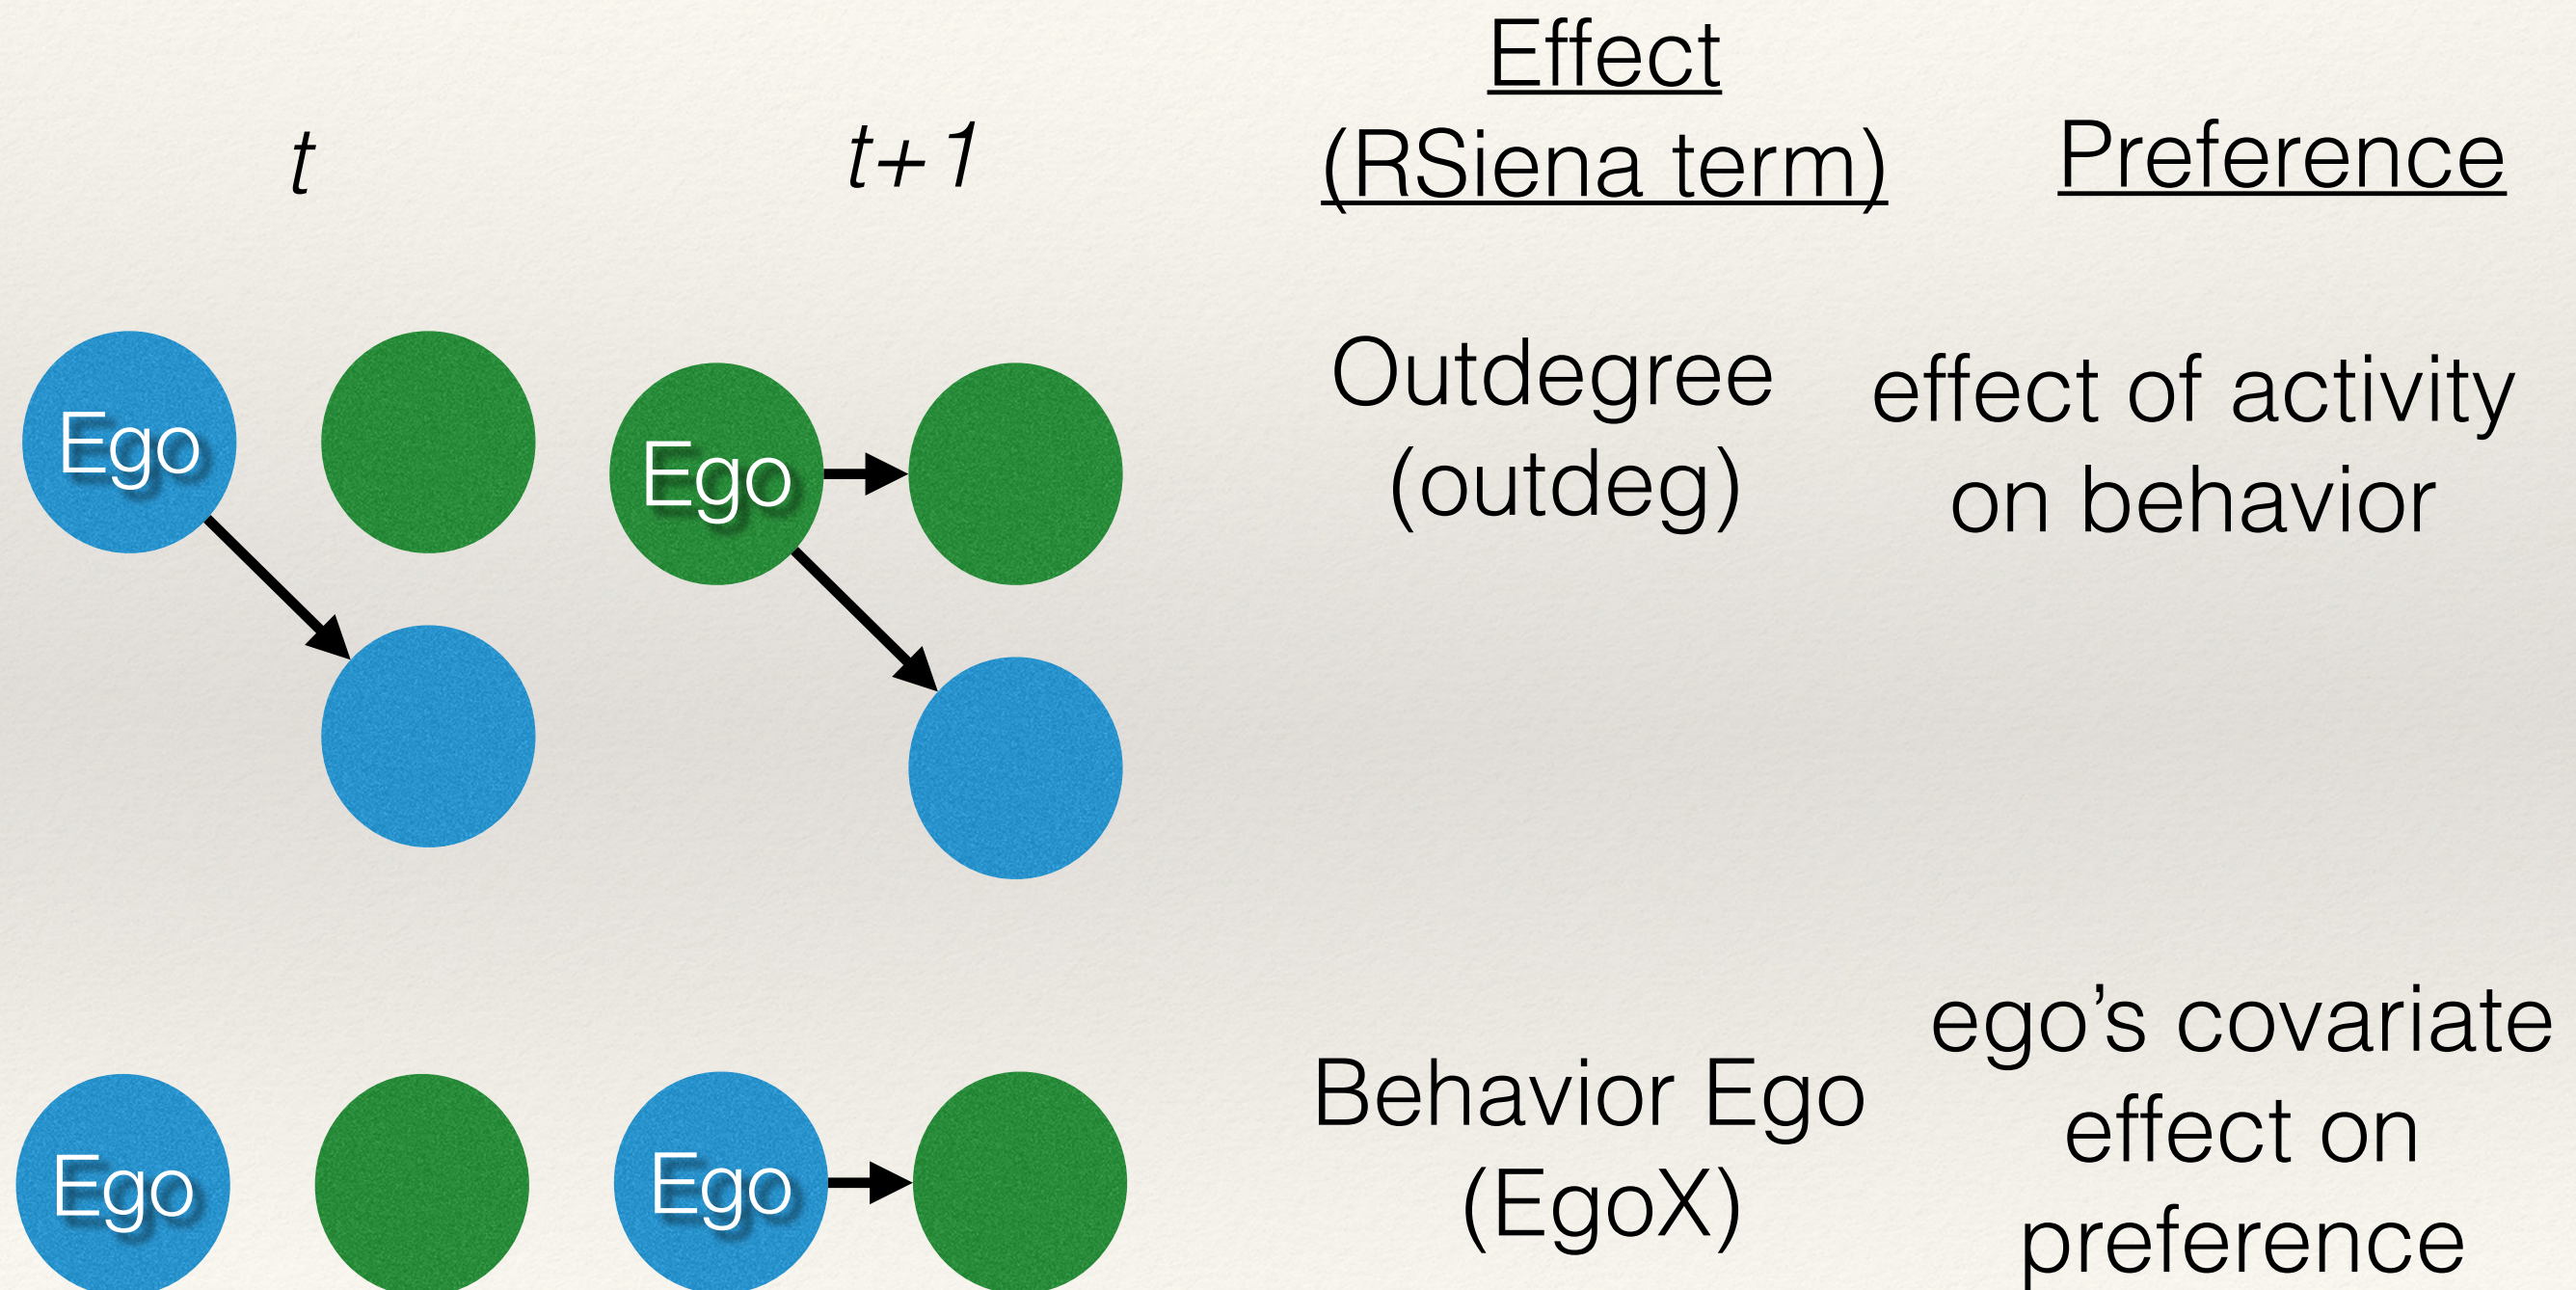 t
t+1
Effect
(RSiena term)
Preference
Ego
Ego
Outdegree
(outdeg)
effect of activity
on behavior
Ego
Ego
Behavior Ego
(EgoX)
ego’s covariate
effect on
preference